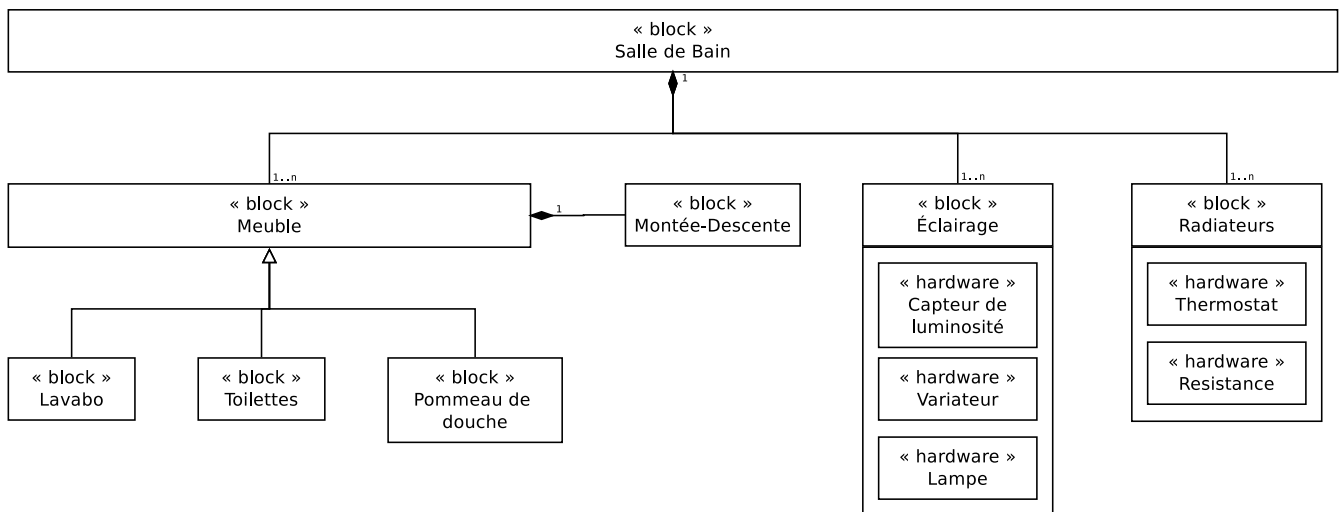 « block »
Salle de Bain
1
1..n
1..n
1..n
« block »
Meuble
1
« block »
Montée-Descente
« block »
Éclairage
« block »
Radiateurs
« hardware »
Capteur de
luminosité
« hardware »
Thermostat
« hardware »
Variateur
« hardware »
Resistance
« block »
Lavabo
« block »
Toilettes
« block »
Pommeau de
douche
« hardware »
Lampe